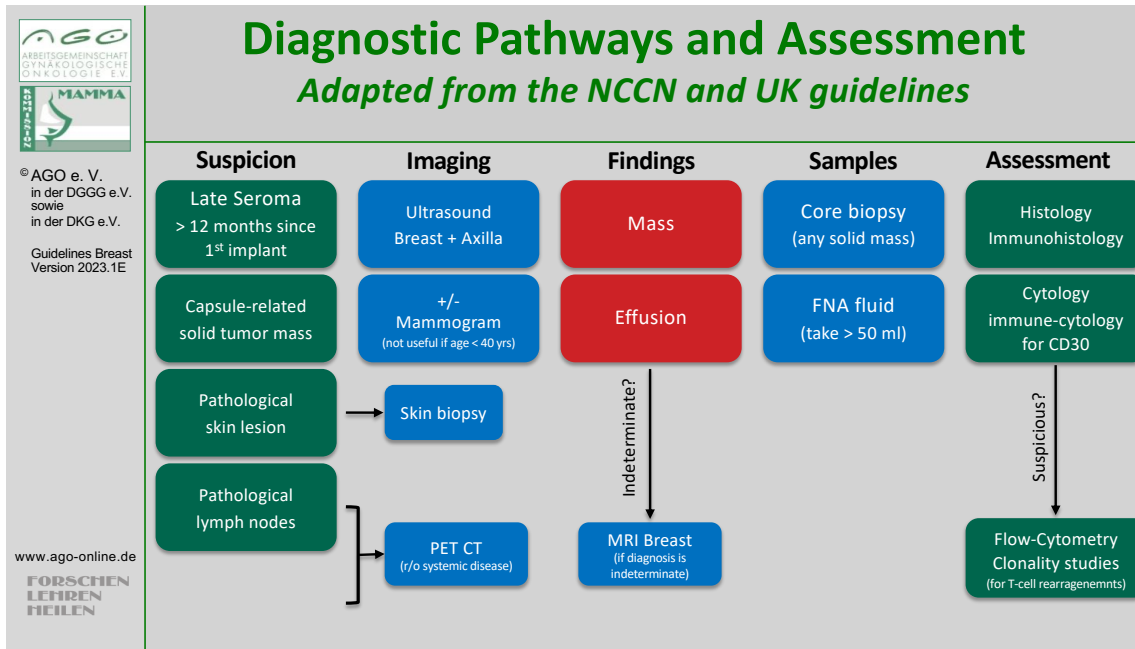 AGO
ARBEITSGEMEINSCHAFT
GYNÄKOLOGISCHE
ONKOLOGIE E.V.
KOMMISSION
MAMMA
© AGO e. V.
in der DGGG e.V.
sowie
in der DKG e.V.
Guidelines Breast
Version 2023.1E
www.ago-online.de
FORSCHEN
LEHREN
HEILEN
Diagnostic Pathways and Assessment
Adapted from the NCCN and UK guidelines
Suspicion
Late Seroma
> 12 months since
1st implant
Capsule-related
solid tumor mass
Pathological
skin lesion
Pathological
lymph nodes
Imaging
Ultrasound
Breast + Axilla
+/-
Mammogram
(not useful if age < 40 yrs)
Skin biopsy
PET CT
(r/o systemic disease)
Findings
Mass
Effusion
Indeterminate?
MRI Breast
(if diagnosis is
indeterminate)
Samples
Core biopsy
(any solid mass)
FNA fluid
(take > 50 ml)
Assessment
Histology
Immunohistology
Cytology
immune-cytology
for CD30
Suspicious?
Flow-Cytometry
Clonality studies
(for T-cell rearragenemnts)